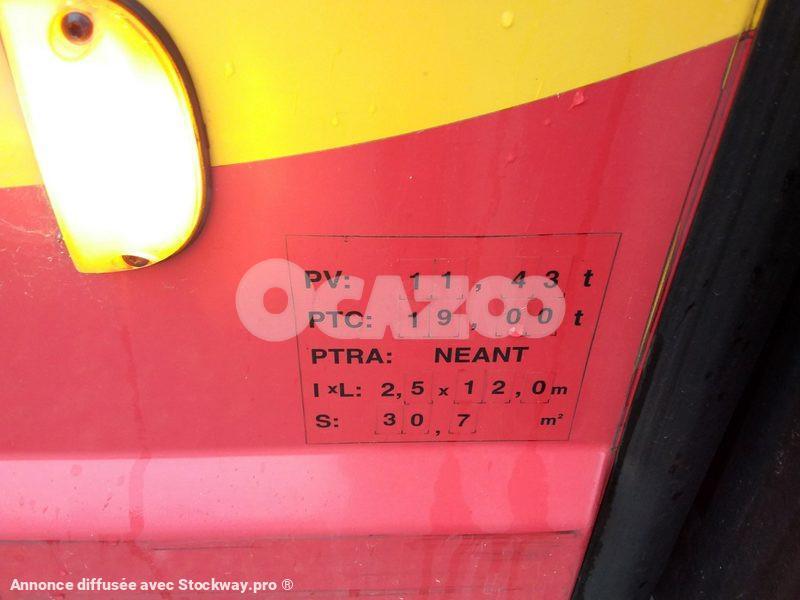 PV: 11,43 t
OCAZOO
PTC: 19,00 t
PTRA: NEANT
l x L: 2,5 x 12,0 m
S: 30,7 m²
Annonce diffusée avec Stockway.pro ®